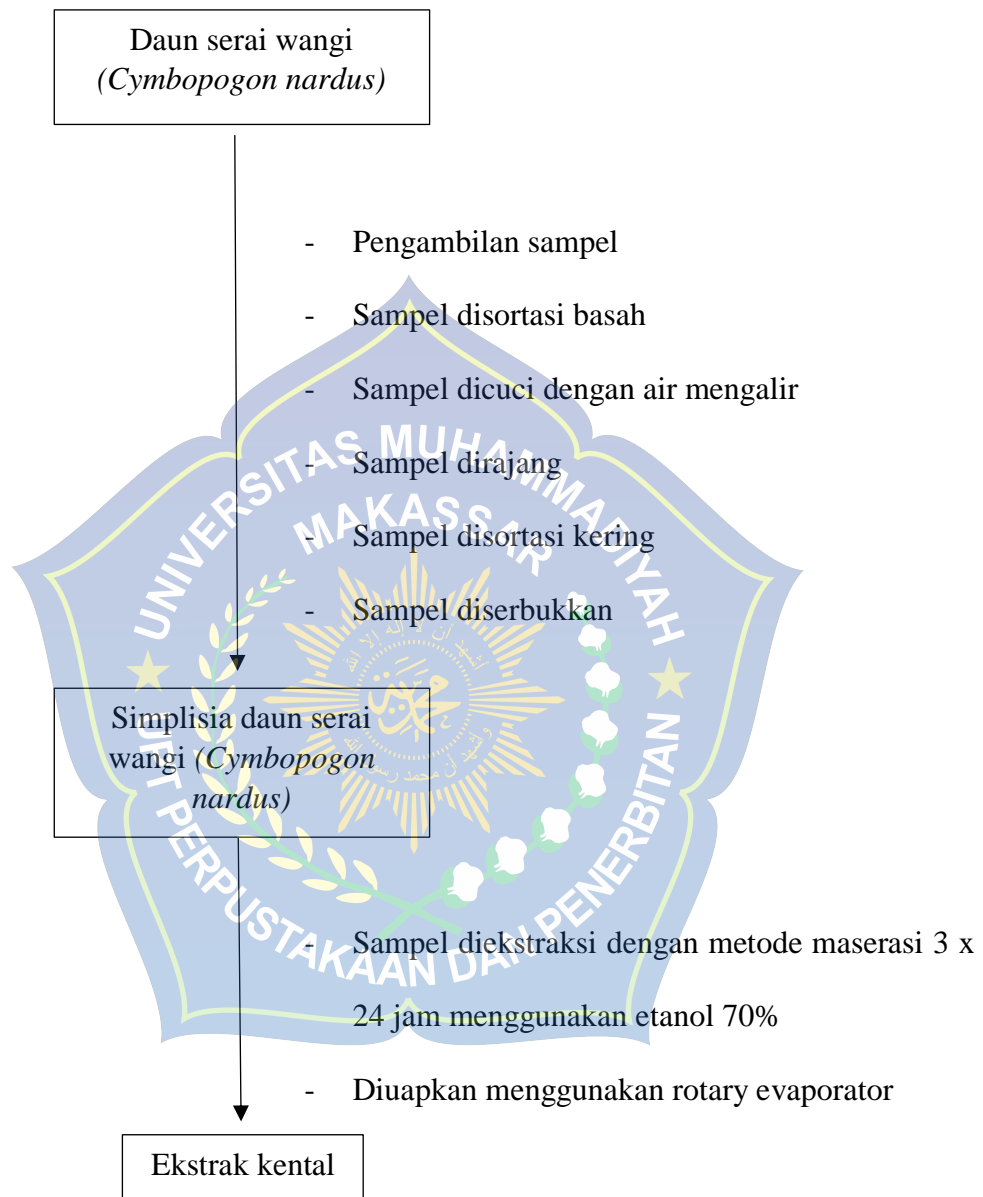 Daun serai wangi
(Cymbopogon nardus)
- Pengambilan sampel
- Sampel disortasi basah
- Sampel dicuci dengan air mengalir
- Sampel dirajang
- Sampel disortasi kering
- Sampel diserbukkan
Simplisia daun serai
wangi (Cymbopogon
nardus)
- Sampel diekstraksi dengan metode maserasi 3 x
24 jam menggunakan etanol 70%
- Diuapkan menggunakan rotary evaporator
Ekstrak kental
UNIVERSITAS MUHAMMADIYAH
MAKASSAR
UPT PERPUSTAKAAN DAN PENERBITAN